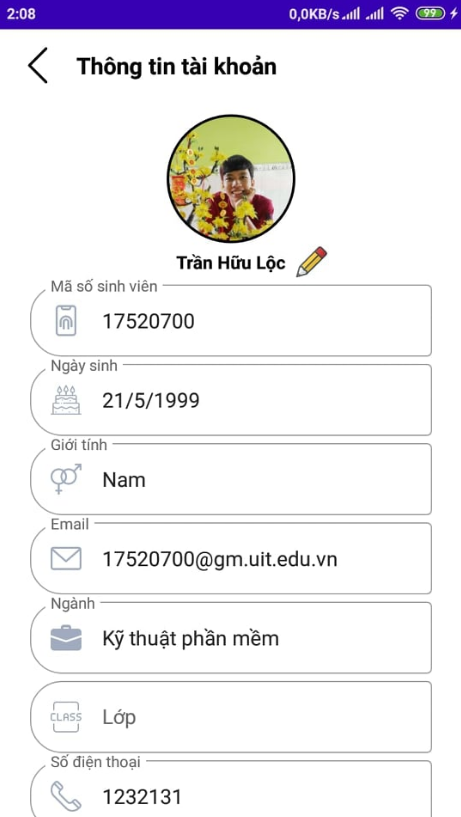 2:08 0,0KB/s 99
Thông tin tài khoản
Trần Hữu Lộc
Mã số sinh viên
17520700
Ngày sinh
21/5/1999
Giới tính
Nam
Email
17520700@gm.uit.edu.vn
Ngành
Kỹ thuật phần mềm
CLASS Lớp
Số điện thoại
1232131